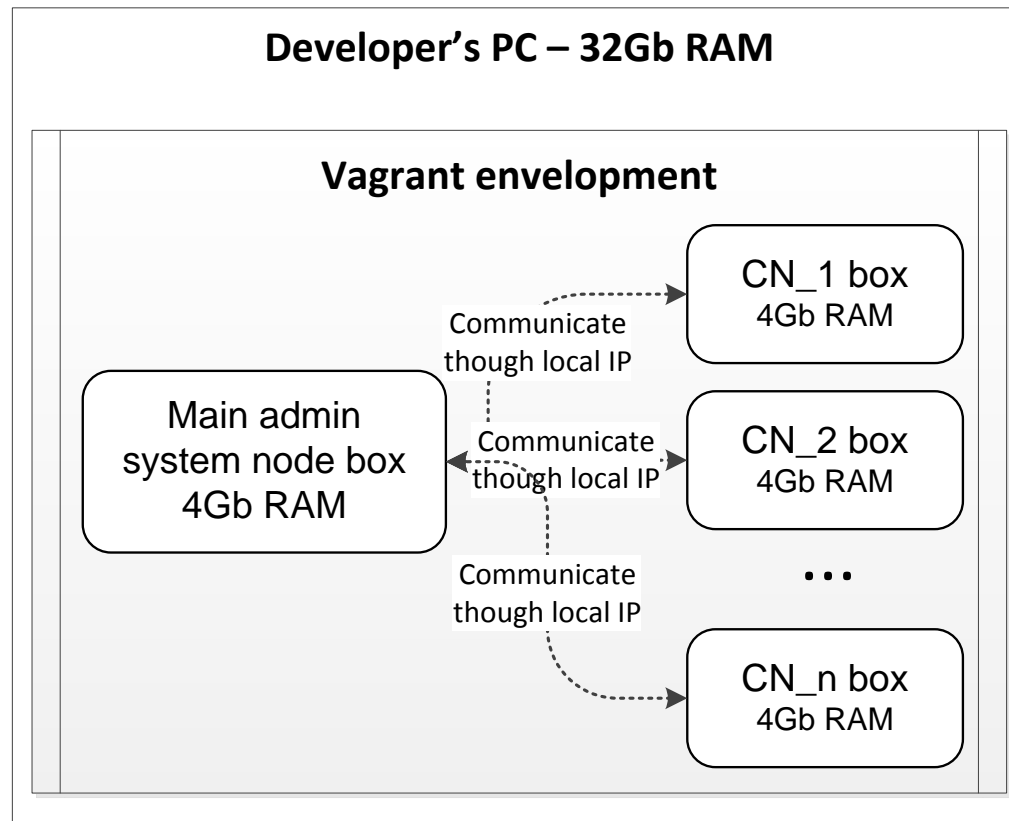 Developer’s PC – 32Gb RAM
Vagrant envelopment
CN_1 box
4Gb RAM
Communicate
though local IP
Main admin
system node box
4Gb RAM
Communicate
though local IP
CN_2 box
4Gb RAM
...
Communicate
though local IP
CN_n box
4Gb RAM